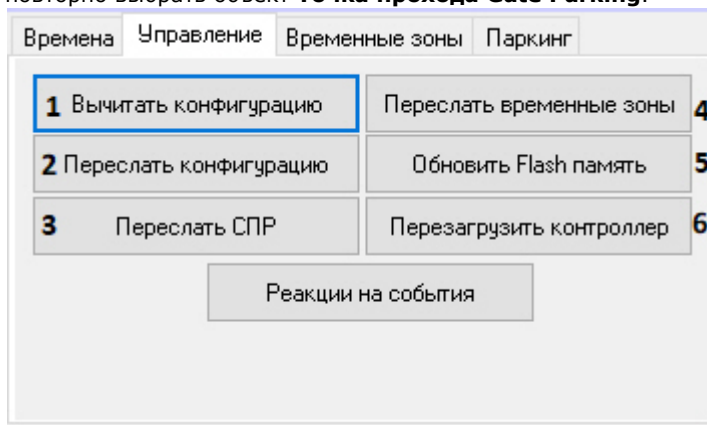 повторно выбрать объект Точка прохода Gate Parking.
Времена Управление Временные зоны Паркинг
1 Вычитать конфигурацию Переслать временные зоны 4
2 Переслать конфигурацию Обновить Flash память 5
3 Переслать СПР Перезагрузить контроллер 6
Реакции на события